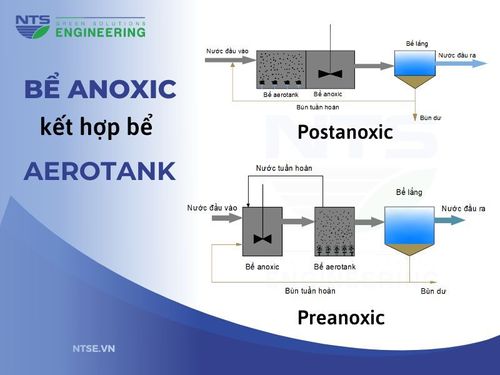 NTS
GREEN SOLUTIONS
ENGINEERING
BỂ ANOXIC
kết hợp bể
AEROTANK
NTSE.VN
Nước đầu vào
Bể lắng
Nước đầu ra
Bể aerotank
Bể anoxic
Bùn tuần hoàn
Bùn dư
Postanoxic
Nước tuần hoàn
Bể lắng
Nước đầu vào
Nước đầu ra
Bể anoxic
Bể aerotank
Bùn tuần hoàn
Bùn dư
Preanoxic
ENGINEERING